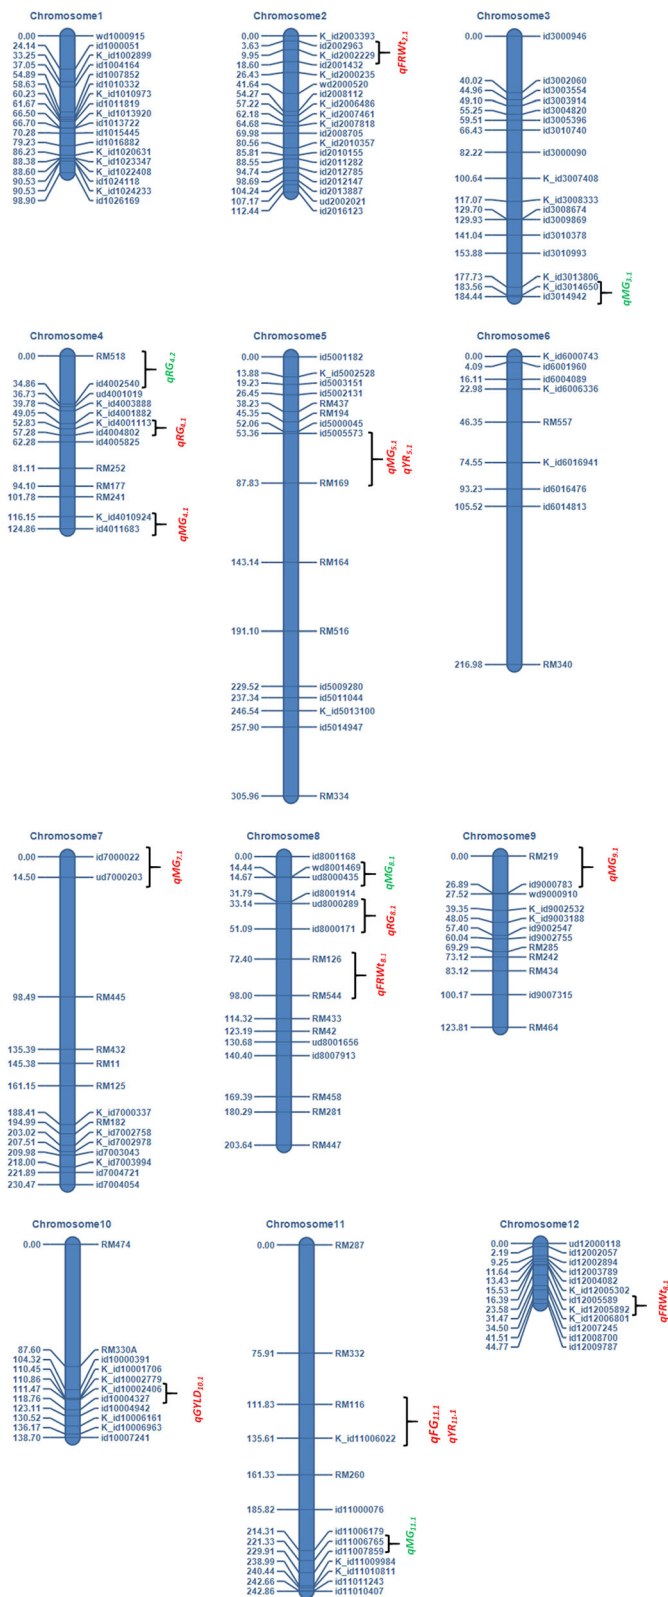 Chromosome1
0.00 wd1000915
24.14 id1000051
33.25 K_id1002899
37.05 id1004164
54.89 id1007852
58.63 id1010332
60.23 K_id1010973
61.67 id1011819
66.50 K_id1013920
66.70 id1013722
70.28 id1015445
79.23 id1016882
86.23 K_id1020631
88.38 K_id1023347
88.60 K_id1022408
90.53 id1024118
90.53 K_id1024233
98.90 id1026169
Chromosome2
0.00 K_id2003393
3.63 id2002963
9.95 K_id2002229
18.60 id2001432
26.43 K_id2000235
41.64 wd2000520
54.27 id2008112
57.22 K_id2006486
62.18 K_id2007461
64.68 K_id2007818
69.98 id2008705
80.56 K_id2010357
85.81 id2010155
88.55 id2011282
94.74 id2012785
98.69 id2012147
104.24 id2013887
107.17 ud2002021
112.44 id2016123
qFRWt2.1
Chromosome3
0.00 id3000946
40.02 id3002060
44.96 id3003554
49.10 id3003914
55.25 id3004820
59.51 id3005396
66.43 id3010740
82.22 id3000090
100.64 K_id3007408
117.07 K_id3008333
129.70 id3008674
129.93 id3009869
141.04 id3010378
153.88 id3010993
177.73 K_id3013806
183.56 K_id3014650
184.44 id3014942
qMG3.1
Chromosome4
0.00 RM518
34.86 id4002540
36.73 ud4001019
39.78 K_id4003888
49.05 K_id4001882
52.83 K_id4001113
57.28 id4004802
62.28 id4005825
81.11 RM252
94.10 RM177
101.78 RM241
116.15 K_id4010924
124.86 id4011683
qRG4.2
qRG4.1
qMG4.1
Chromosome5
0.00 id5001182
13.88 K_id5002528
19.23 id5003151
26.45 id5002131
38.23 RM437
45.35 RM194
52.06 id5000045
53.36 id5005573
87.83 RM169
143.14 RM164
191.10 RM516
229.52 id5009280
237.34 id5011044
246.54 K_id5013100
257.90 id5014947
305.96 RM334
qMG5.1
qYR5.1
Chromosome6
0.00 K_id6000743
4.09 id6001960
16.11 id6004089
22.98 K_id6006336
46.35 RM557
74.55 K_id6016941
93.23 id6016476
105.52 id6014813
216.98 RM340
Chromosome7
0.00 id7000022
14.50 ud7000203
98.49 RM445
135.39 RM432
145.38 RM11
161.15 RM125
188.41 K_id7000337
194.99 RM182
203.02 K_id7002758
207.51 K_id7002978
209.98 id7003043
218.00 K_id7003994
221.89 id7004721
230.47 id7004054
qMG7.1
Chromosome8
0.00 id8001168
14.44 wd8001469
14.67 ud8000435
31.79 id8001914
33.14 ud8000289
51.09 id8000171
72.40 RM126
98.00 RM544
114.32 RM433
123.19 RM42
130.68 ud8001656
140.40 id8007913
169.39 RM458
180.29 RM281
203.64 RM447
qMG8.1
qRG8.1
qFRWt8.1
Chromosome9
0.00 RM219
26.89 id9000783
27.52 wd9000910
39.35 K_id9002532
48.05 K_id9003188
57.40 id9002547
60.04 id9002755
69.29 RM285
73.12 RM242
83.12 RM434
100.17 id9007315
123.81 RM464
qMG9.1
Chromosome10
0.00 RM474
87.60 RM330A
104.32 id10000391
110.45 K_id10001706
110.86 K_id10002779
111.47 K_id10002406
118.76 id10004327
123.11 id10004942
130.52 K_id10006161
136.17 K_id10006963
138.70 id10007241
qGYLD10.1
Chromosome11
0.00 RM287
75.91 RM332
111.83 RM116
135.61 K_id11006022
161.33 RM260
185.82 id11000076
214.31 id11006179
221.33 id11006765
229.91 id11007859
238.99 K_id11009984
240.44 K_id11010811
242.66 id11011243
242.86 id11010407
qFG11.1
qYR11.1
qMG11.1
Chromosome12
0.00 ud12000118
2.19 id12002057
9.25 id12002894
11.64 id12003789
13.43 id12004082
15.53 K_id12005302
16.39 id12005589
23.58 K_id12005892
31.47 K_id12006801
34.50 id12007245
41.51 id12008700
44.77 id12009787
qFRWt8.1